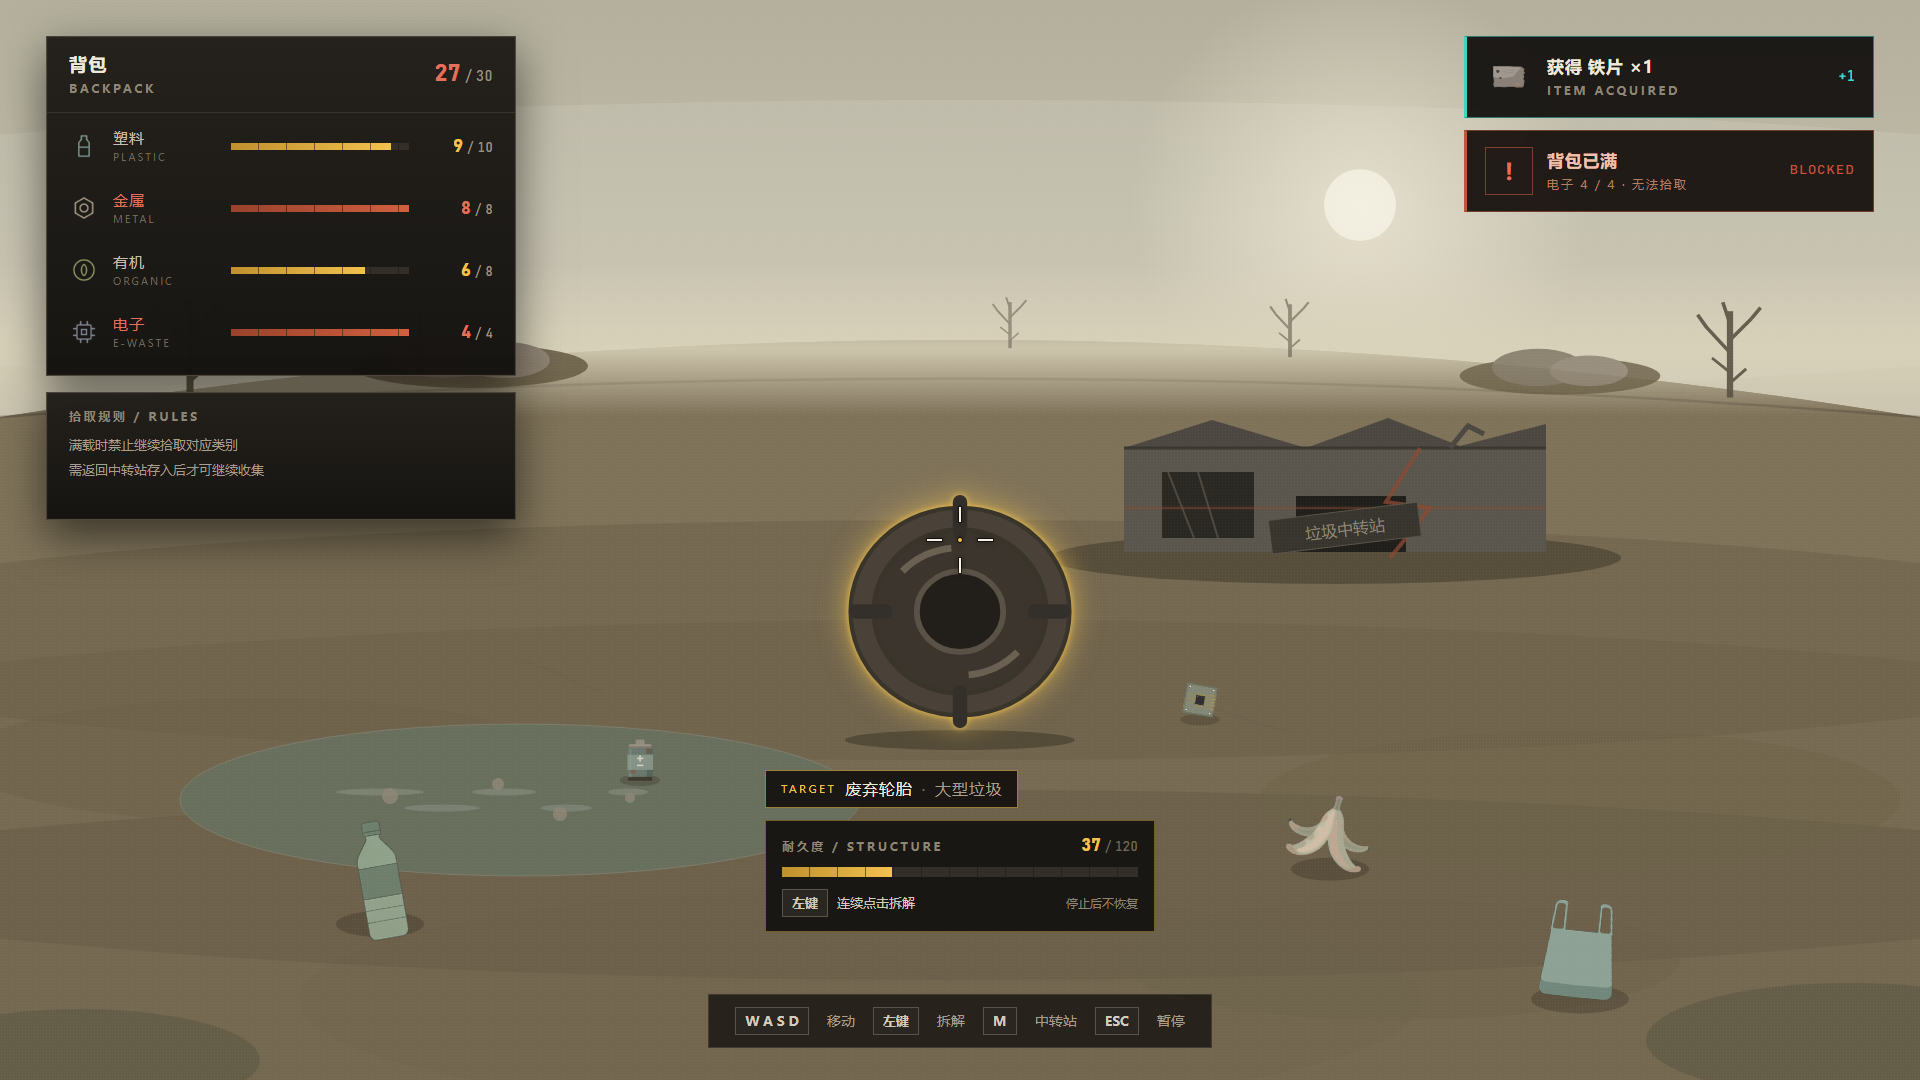 背包
BACKPACK
27 / 30
塑料
PLASTIC
9 / 10
金属
METAL
8 / 8
有机
ORGANIC
6 / 8
电子
E-WASTE
4 / 4
拾取规则 / RULES
满载时禁止继续拾取对应类别
需返回中转站存入后才可继续收集
获得 铁片 ×1
ITEM ACQUIRED
+1
!
背包已满
电子 4 / 4 · 无法拾取
BLOCKED
垃圾中转站
TARGET 废弃轮胎 · 大型垃圾
耐久度 / STRUCTURE 37 / 120
左键 连续点击拆解 停止后不恢复
WASD 移动 左键 拆解 M 中转站 ESC 暂停